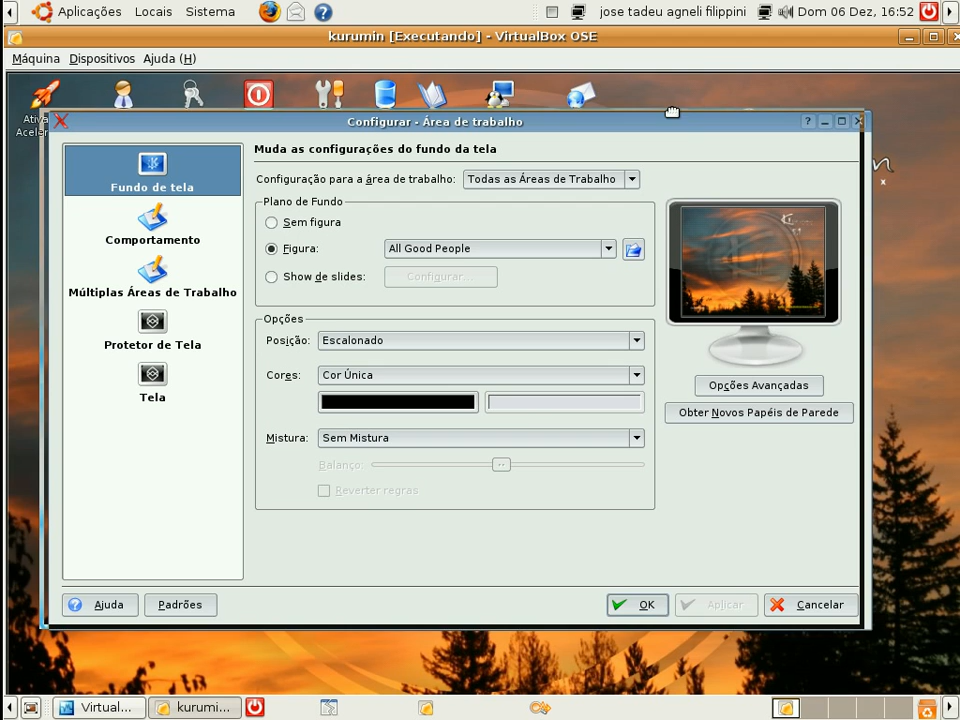 Aplicações Locais Sistema
jose tadeu agneli filippini
Dom 06 Dez, 16:52
kurumin [Executando] - VirtualBox OSE
Máquina Dispositivos Ajuda (H)
Ativa
Aceler
Configurar - Área de trabalho
Muda as configurações do fundo da tela
Fundo de tela
Comportamento
Múltiplas Áreas de Trabalho
Protetor de Tela
Tela
Configuração para a área de trabalho: Todas as Áreas de Trabalho
Plano de Fundo
Sem figura
Figura: All Good People
Show de slides: Configurar...
Opções
Posição: Escalonado
Cores: Cor Única
Mistura: Sem Mistura
Balanço:
Reverter regras
Opções Avançadas
Obter Novos Papéis de Parede
Ajuda Padrões OK Aplicar Cancelar
Virtual... kurumi...